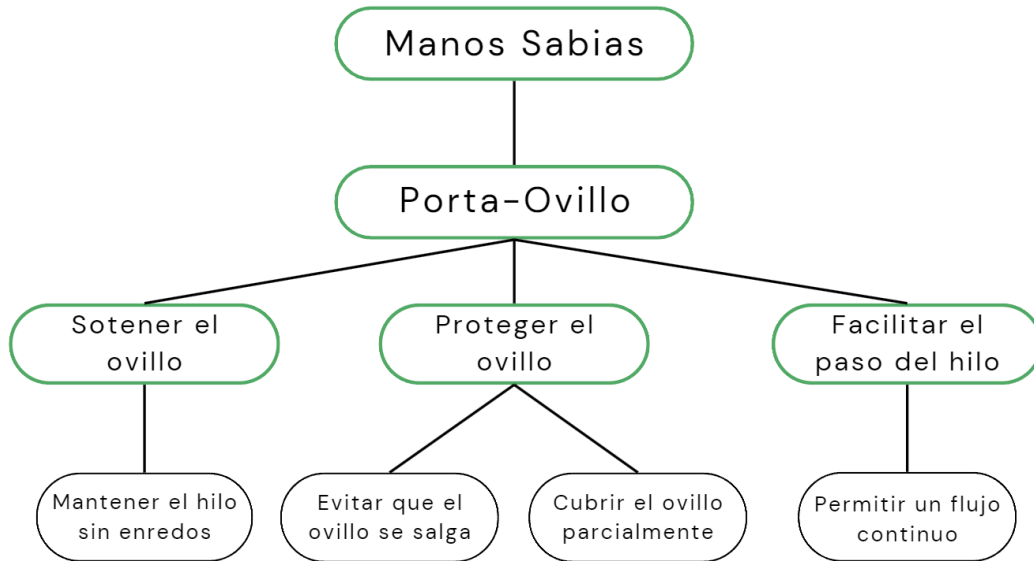 Manos Sabias
Porta-Ovillo
Sotener el
ovillo
Proteger el
ovillo
Facilitar el
paso del hilo
Mantener el hilo
sin enredos
Evitar que el
ovillo se salga
Cubrir el ovillo
parcialmente
Permitir un flujo
continuo